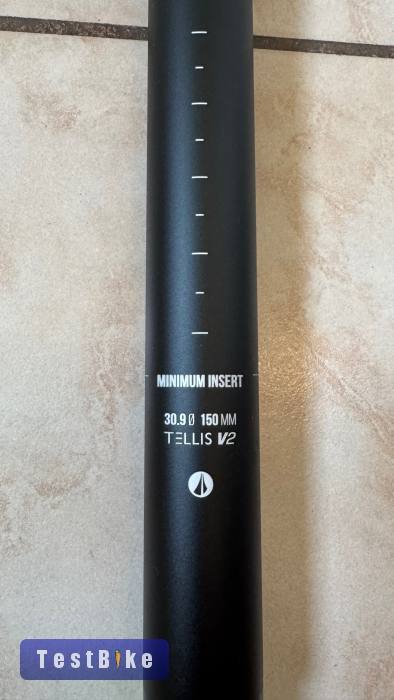 MINIMUM INSERT
30.9 Ø 150 MM
TELLIS V2
TestBike